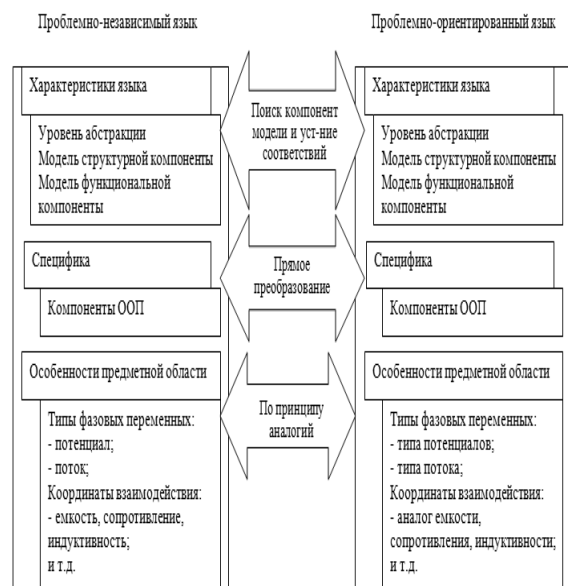 Проблемно-независимый язык
Характеристики языка
Уровень абстракции
Модель структурной компоненты
Модель функциональной
компоненты
Специфика
Компоненты ООП
Особенности предметной области
Типы фазовых переменных:
- потенциал;
- поток;
Координаты взаимодействия:
- емкость, сопротивление,
индуктивность;
и т.д.
Поиск компонент
модели и уст-ние
соответствий
Прямое
преобразование
По принципу
аналогий
Проблемно-ориентированный язык
Характеристики языка
Уровень абстракции
Модель структурной компоненты
Модель функциональной
компоненты
Специфика
Компоненты ООП
Особенности предметной области
Типы фазовых переменных:
- типа потенциалов;
- типа потока;
Координаты взаимодействия:
- аналог емкости,
сопротивления, индуктивности;
и т.д.